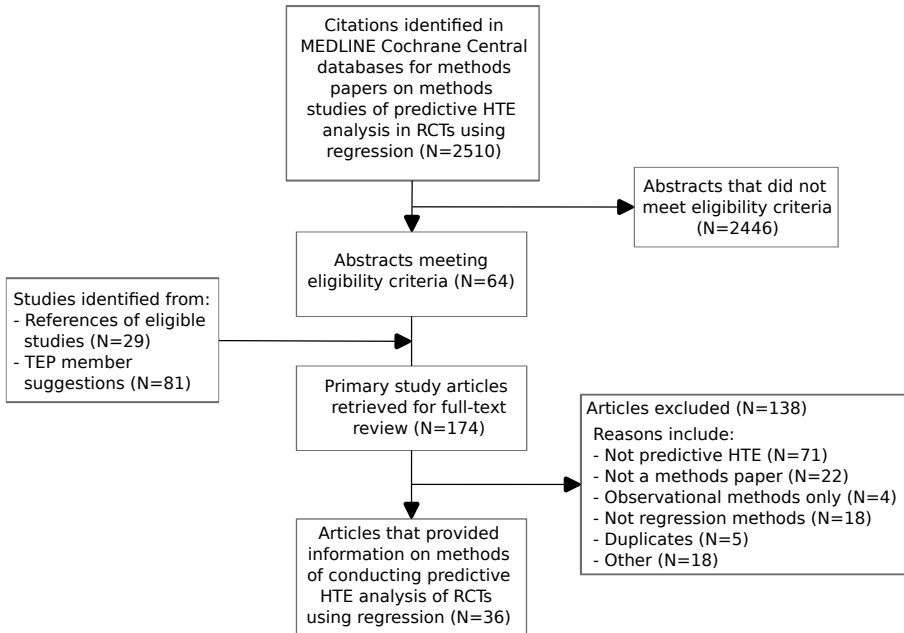 Citations identified in
MEDLINE Cochrane Central
databases for methods
papers on methods
studies of predictive HTE
analysis in RCTs using
regression (N=2510)
Abstracts that did not
meet eligibility criteria
(N=2446)
Abstracts meeting
eligibility criteria (N=64)
Studies identified from:
- References of eligible
studies (N=29)
- TEP member
suggestions (N=81)
Primary study articles
retrieved for full-text
review (N=174)
Articles excluded (N=138)
Reasons include:
- Not predictive HTE (N=71)
- Not a methods paper (N=22)
- Observational methods only (N=4)
- Not regression methods (N=18)
- Duplicates (N=5)
- Other (N=18)
Articles that provided
information on methods
of conducting predictive
HTE analysis of RCTs
using regression (N=36)